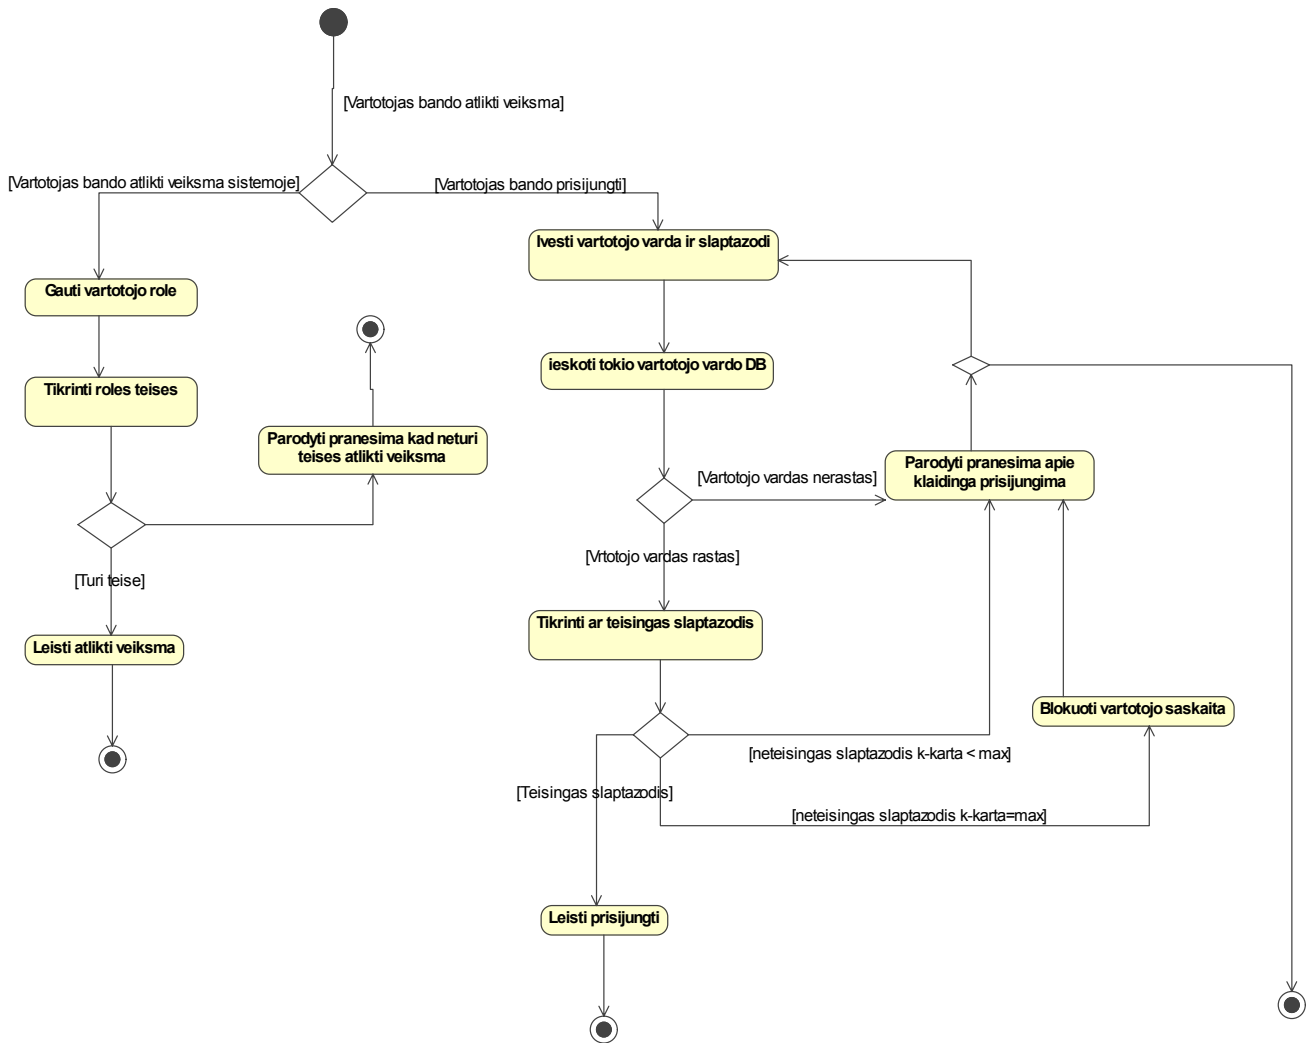 [Vartotojas bando atlikti veiksma]
[Vartotojas bando atlikti veiksma sistemoje]
[Vartotojas bando prisijungti]
Ivesti vartotojo varda ir slaptazodi
Gauti vartotojo role
ieskoti tokio vartotojo vardo DB
Tikrinti roles teises
Parodyti pranesima kad neturi
teises atlikti veiksma
Parodyti pranesima apie
klaidinga prisijungima
[Vartotojo vardas nerastas]
[Vrtotojo vardas rastas]
[Turi teise]
Tikrinti ar teisingas slaptazodis
Leisti atlikti veiksma
Blokuoti vartotojo saskaita
[neteisingas slaptazodis k-karta < max]
[Teisingas slaptazodis]
[neteisingas slaptazodis k-karta=max]
Leisti prisijungti